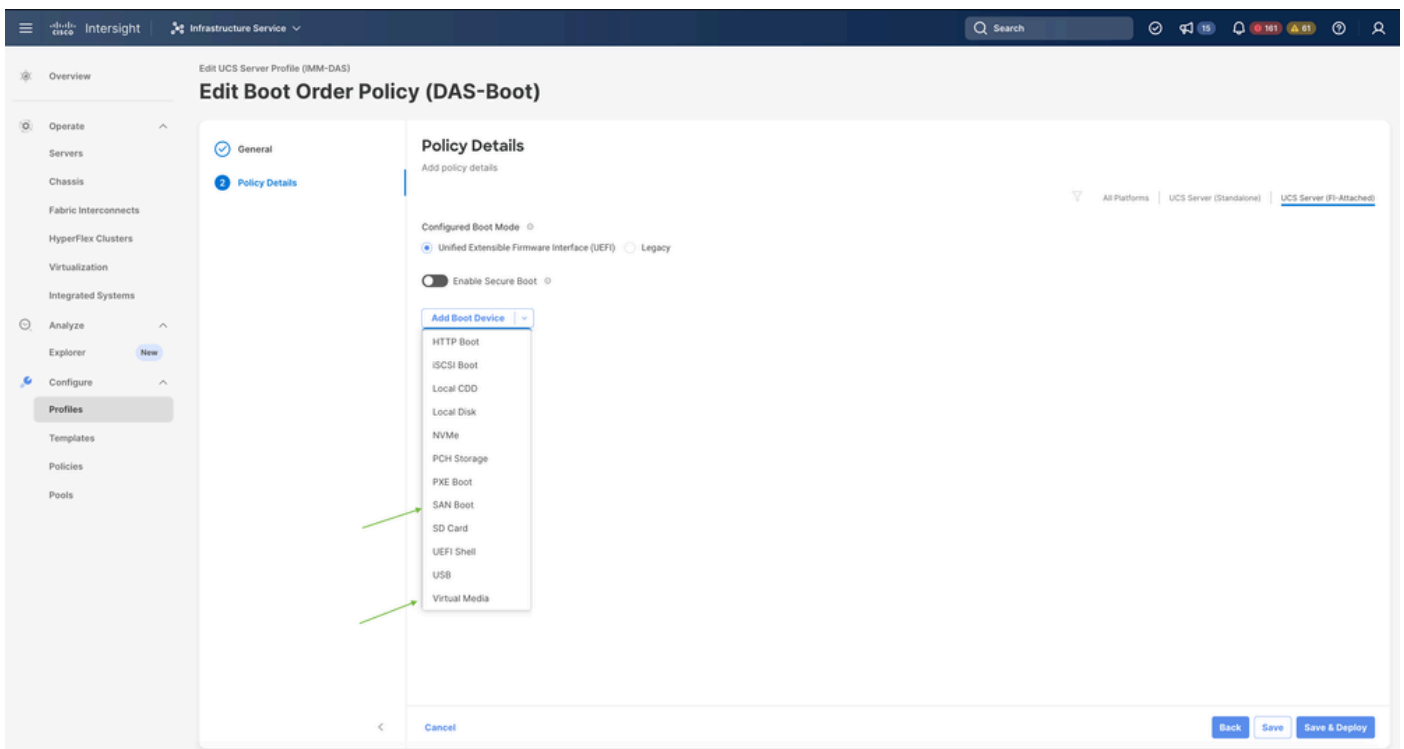 cisco Intersight Infrastructure Service Search 15 161 61
Edit UCS Server Profile (IMM-DAS)
Edit Boot Order Policy (DAS-Boot)
Overview
Operate
Servers
Chassis
Fabric Interconnects
HyperFlex Clusters
Virtualization
Integrated Systems
Analyze
Explorer New
Configure
Profiles
Templates
Policies
Pools
General
2 Policy Details
Policy Details
Add policy details
All Platforms UCS Server (Standalone) UCS Server (FI-Attached)
Configured Boot Mode
Unified Extensible Firmware Interface (UEFI) Legacy
Enable Secure Boot
Add Boot Device
HTTP Boot
iSCSI Boot
Local CDD
Local Disk
NVMe
PCH Storage
PXE Boot
SAN Boot
SD Card
UEFI Shell
USB
Virtual Media
Cancel Back Save Save & Deploy